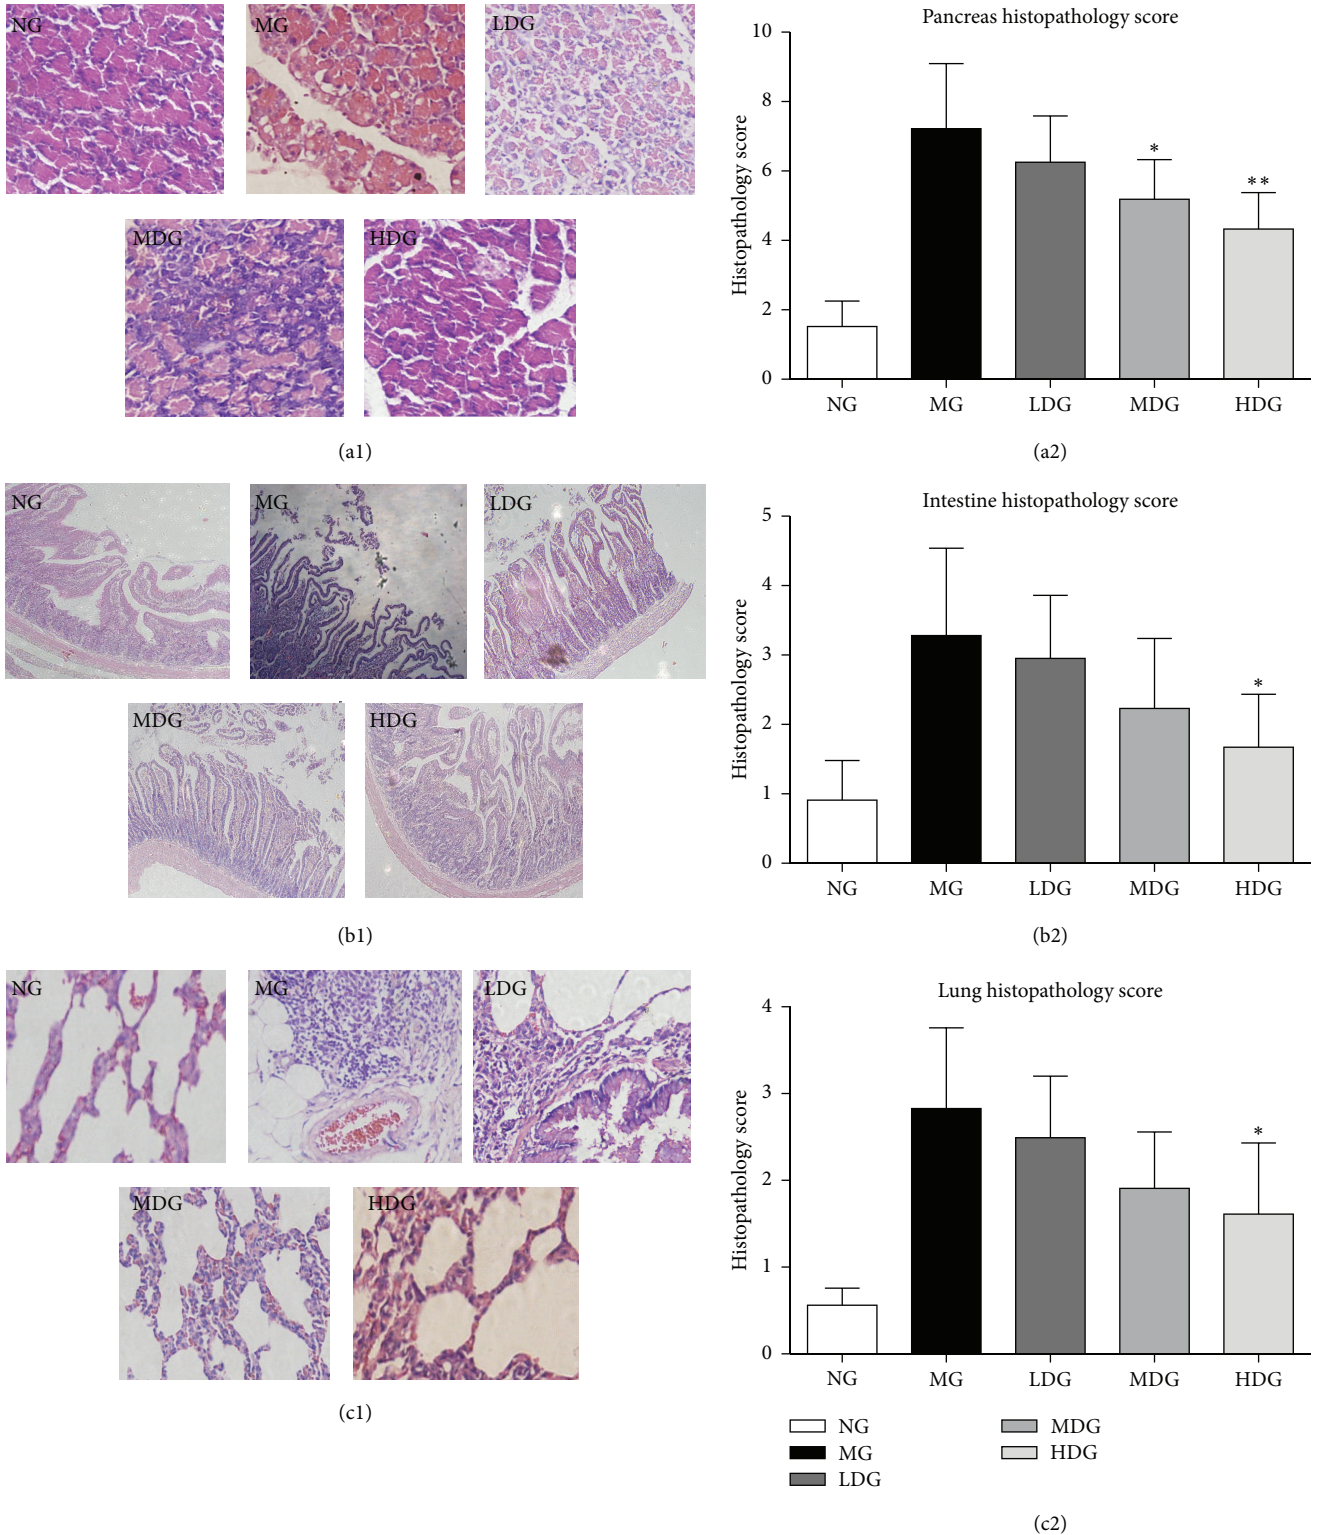 NG
MG
LDG
MDG
HDG
(a1)
Pancreas histopathology score
Histopathology score
10
8
6
4
2
0
*
**
NG MG LDG MDG HDG
(a2)
NG
MG
LDG
MDG
HDG
(b1)
Intestine histopathology score
Histopathology score
5
4
3
2
1
0
*
NG MG LDG MDG HDG
(b2)
NG
MG
LDG
MDG
HDG
(c1)
Lung histopathology score
Histopathology score
4
3
2
1
0
*
NG MG LDG MDG HDG
NG
MG
LDG
MDG
HDG
(c2)